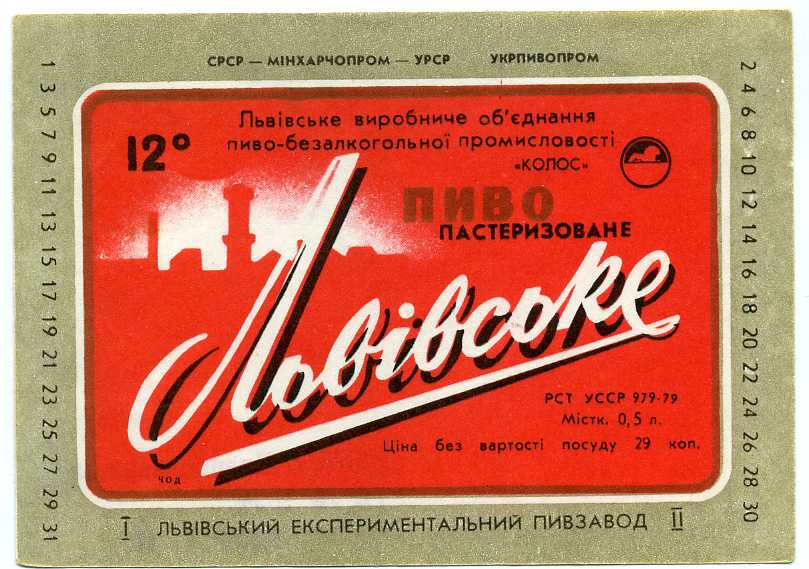 СРСР — МІНХАРЧОПРОМ — УРСР УКРПИВОПРОМ
Львівське виробниче об'єднання
пиво-безалкогольної промисловості
«КОЛОС»
12°
ПИВО
ПАСТЕРИЗОВАНЕ
Львівське
РСТ УССР 979-79
Містк. 0,5 л.
Ціна без вартості посуду 29 коп.
ЧОД
I ЛЬВІВСЬКИЙ ЕКСПЕРИМЕНТАЛЬНИЙ ПИВЗАВОД II
1 3 5 7 9 11 13 15 17 19 21 23 25 27 29 31
2 4 6 8 10 12 14 16 18 20 22 24 26 28 30